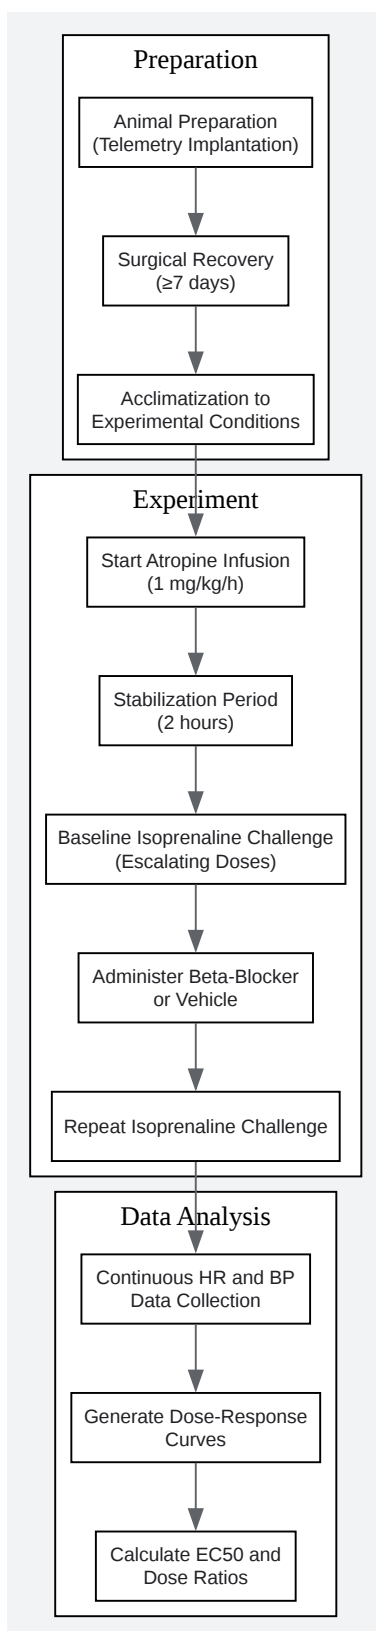 Preparation
Animal Preparation
(Telemetry Implantation)
Surgical Recovery
(≥7 days)
Acclimatization to
Experimental Conditions
Experiment
Start Atropine Infusion
(1 mg/kg/h)
Stabilization Period
(2 hours)
Baseline Isoprenaline Challenge
(Escalating Doses)
Administer Beta-Blocker
or Vehicle
Repeat Isoprenaline Challenge
Data Analysis
Continuous HR and BP
Data Collection
Generate Dose-Response
Curves
Calculate EC50 and
Dose Ratios